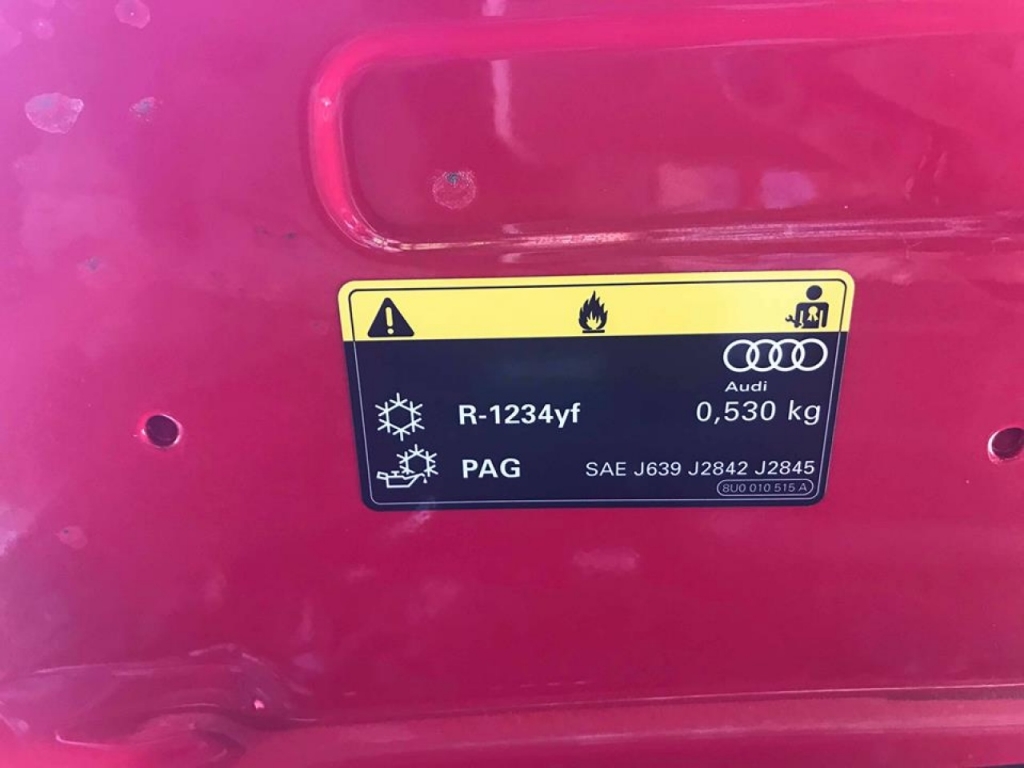 Audi
R-1234yf 0,530 kg
PAG SAE J639 J2842 J2845
8U0 010 515 A